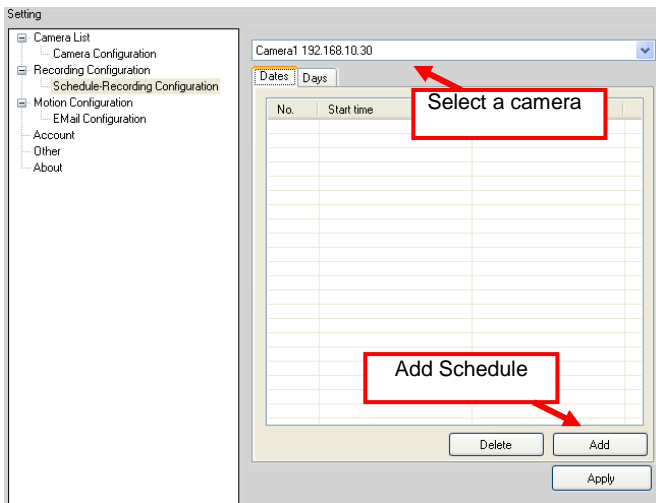 Setting
Camera List
Camera Configuration
Recording Configuration
Schedule-Recording Configuration
Motion Configuration
EMail Configuration
Account
Other
About
Camera1 192.168.10.30
Dates Days
Select a camera
No. Start time
Add Schedule
Delete Add
Apply